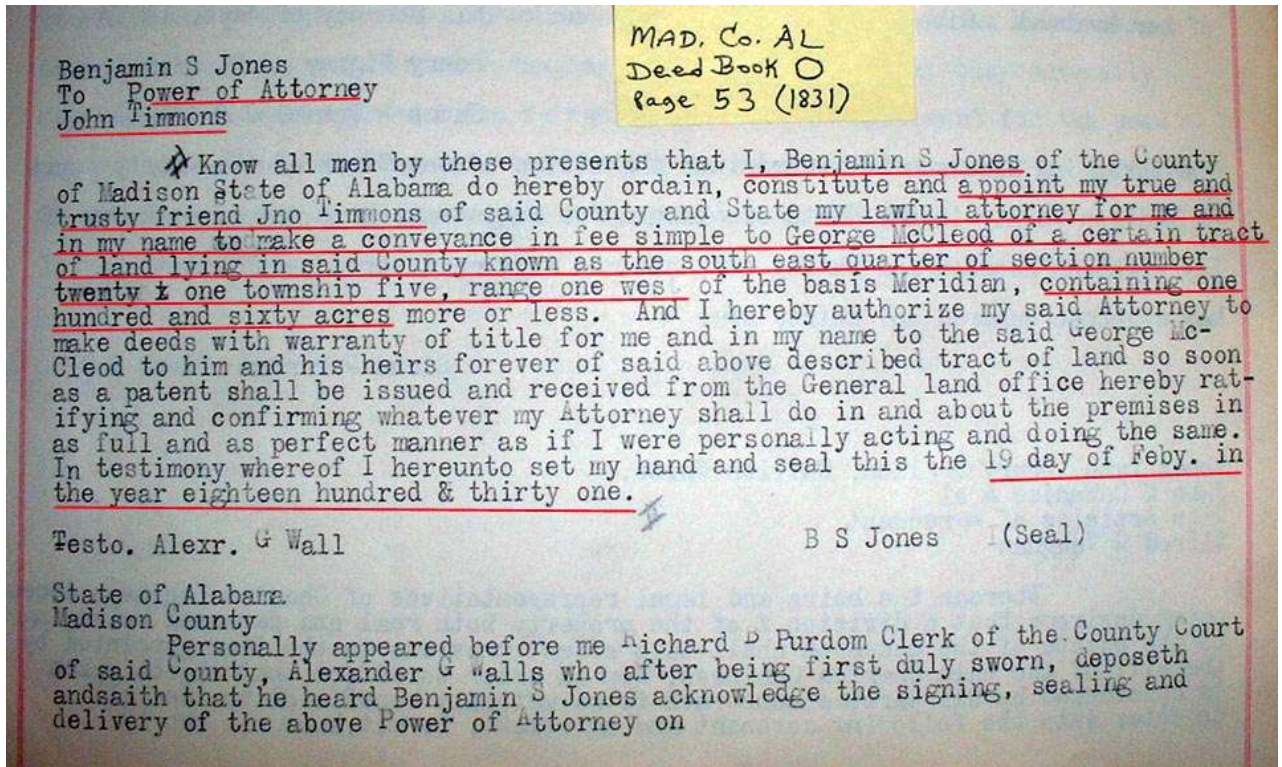 MAD. Co. AL
Deed Book O
Page 53 (1831)
Benjamin S Jones
To Power of Attorney
John Timmons
Know all men by these presents that I, Benjamin S Jones of the County
of Madison State of Alabama do hereby ordain, constitute and appoint my true and
trusty friend Jno Timmons of said County and State my lawful attorney for me and
in my name to make a conveyance in fee simple to George McCleod of a certain tract
of land lying in said County known as the south east quarter of section number
twenty one township five, range one wes of the basis Meridian, containing one
hundred and sixty acres more or less. And I hereby authorize my said Attorney to
make deeds with warranty of title for me and in my name to the said George Mc-
Cleod to him and his heirs forever of said above described tract of land so soon
as a patent shall be issued and received from the General land office hereby rat-
ifying and confirming whatever my Attorney shall do in and about the premises in
as full and as perfect manner as if I were personally acting and doing the same.
In testimony whereof I hereunto set my hand and seal this the 19 day of Feby. in
the year eighteen hundred & thirty one.
Testo. Alexr. G Wall B S Jones (Seal)
State of Alabama
Madison County
Personally appeared before me Richard B Purdom Clerk of the County Court
of said County, Alexander G Walls who after being first duly sworn, deposeth
andsaith that he heard Benjamin S Jones acknowledge the signing, sealing and
delivery of the above Power of Attorney on